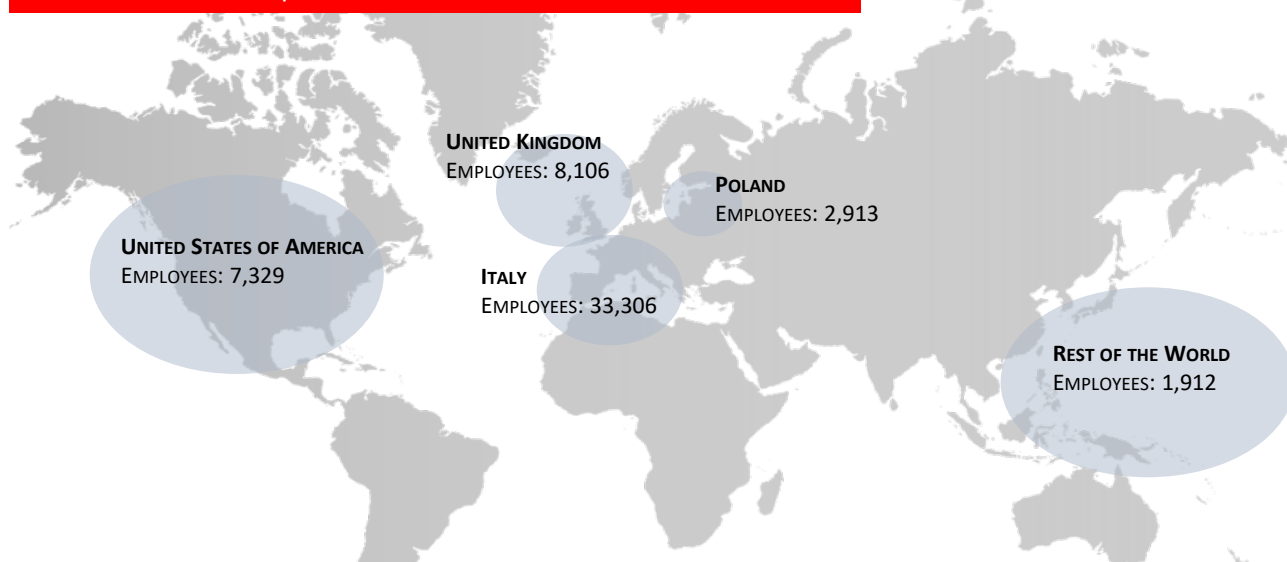 UNITED KINGDOM
EMPLOYEES: 8,106
POLAND
EMPLOYEES: 2,913
UNITED STATES OF AMERICA
EMPLOYEES: 7,329
ITALY
EMPLOYEES: 33,306
REST OF THE WORLD
EMPLOYEES: 1,912